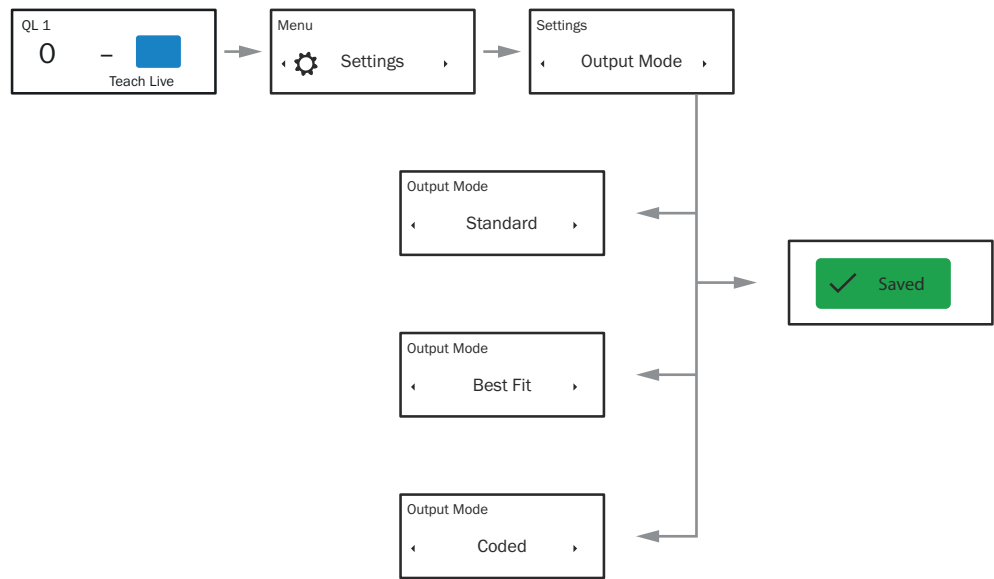 QL 1
0 –
Teach Live
Menu
Settings
Settings
Output Mode
Output Mode
Standard
Saved
Output Mode
Best Fit
Output Mode
Coded